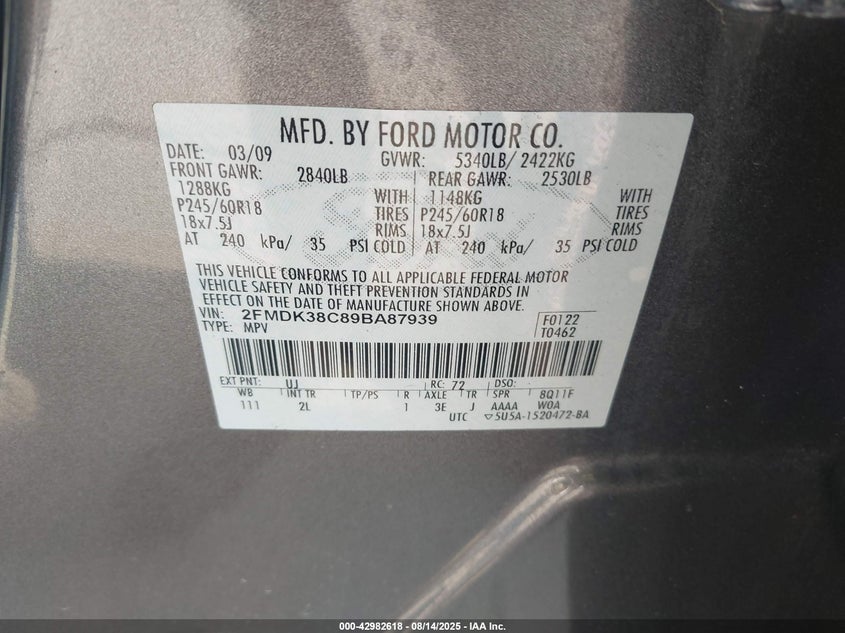 MFD. BY FORD MOTOR CO.
DATE: 03/09 GVWR: 5340LB/ 2422KG
FRONT GAWR: 2840LB REAR GAWR: 2530LB
1288KG WITH 1148KG WITH
P245/60R18 TIRES P245/60R18 TIRES
18x7.5J RIMS 18x7.5J RIMS
AT 240 kPa/ 35 PSI COLD AT 240 kPa/ 35 PSI COLD
THIS VEHICLE CONFORMS TO ALL APPLICABLE FEDERAL MOTOR
VEHICLE SAFETY AND THEFT PREVENTION STANDARDS IN
EFFECT ON THE DATE OF MANUFACTURE SHOWN ABOVE.
VIN: 2FMDK38C89BA87939 F0122
TYPE: MPV T0462
EXT PNT: UJ RC: 72 DSO:
WB INT TR TP/PS R AXLE TR SPR 8Q11F
111 2L 1 3E J AAAA W0A
UTC ▽5U5A-1520472-BA
000-42982618 - 08/14/2025 - IAA Inc.